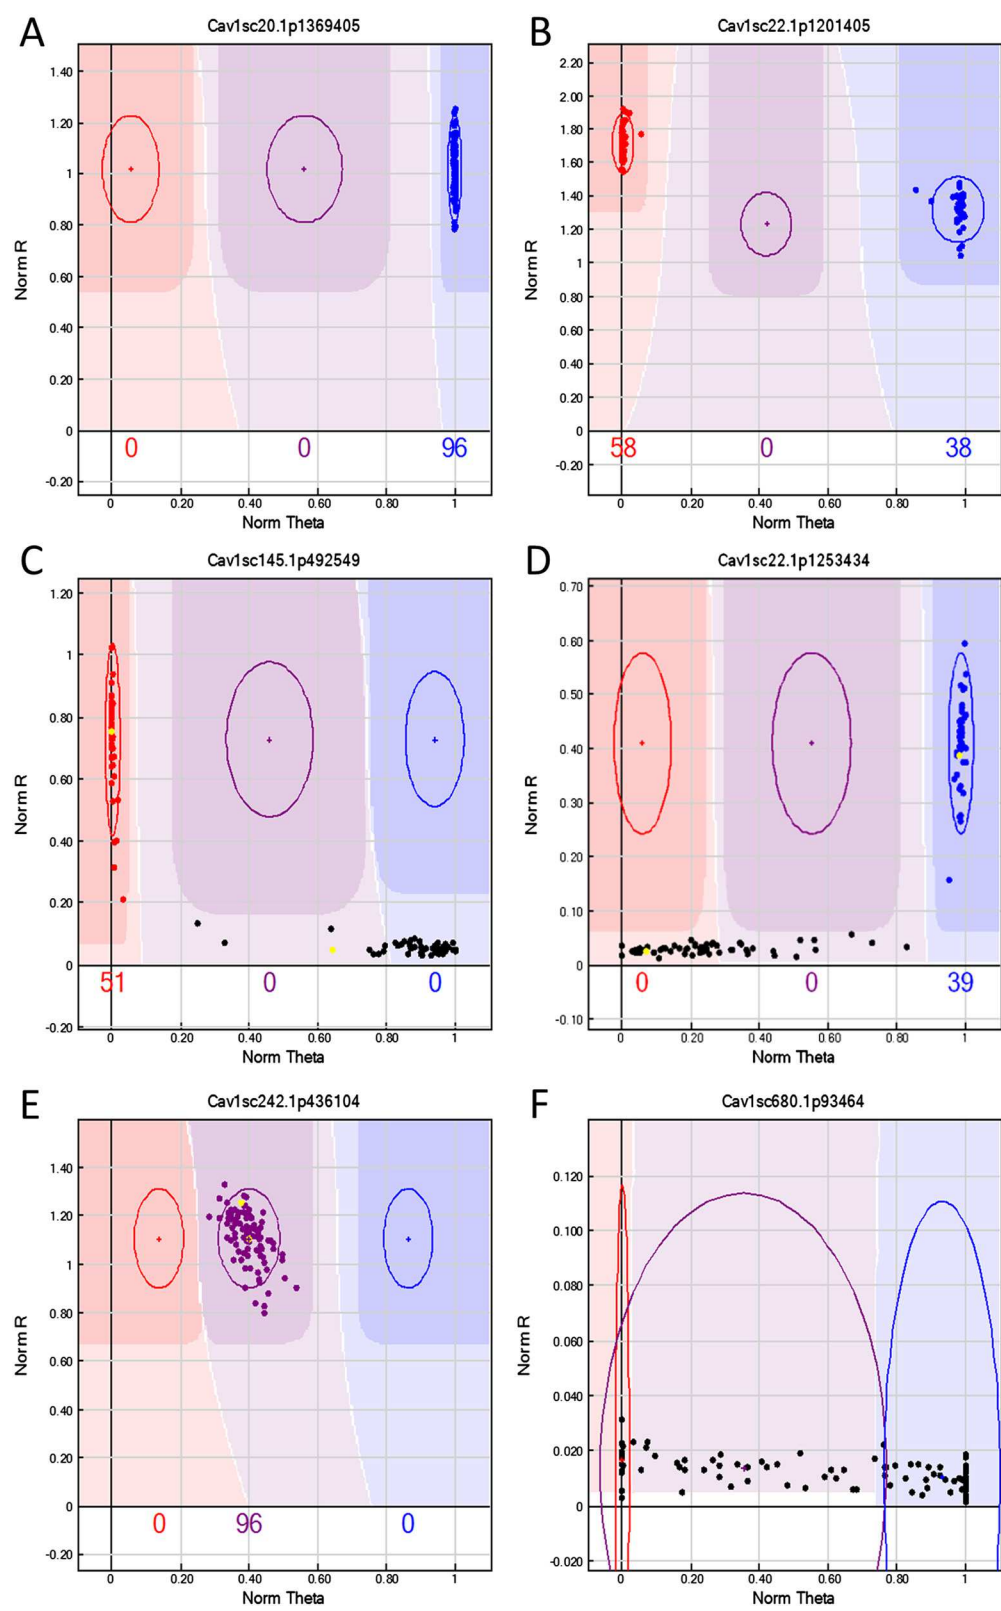 A
Cav1sc20.1p1369405
1.40
1.20
1
0.80
0.60
0.40
0.20
0
-0.20
Norm R
0 0 96
0 0.20 0.40 0.60 0.80 1
Norm Theta
B
Cav1sc22.1p1201405
2.20
2.00
1.80
1.60
1.40
1.20
1
0.80
0.60
0.40
0.20
0
-0.20
Norm R
58 0 38
0 0.20 0.40 0.60 0.80 1
Norm Theta
C
Cav1sc145.1p492549
1.20
1
0.80
0.60
0.40
0.20
0
-0.20
Norm R
51 0 0
0 0.20 0.40 0.60 0.80 1
Norm Theta
D
Cav1sc22.1p1253434
0.70
0.60
0.50
0.40
0.30
0.20
0.10
0
-0.10
Norm R
0 0 39
0 0.20 0.40 0.60 0.80 1
Norm Theta
E
Cav1sc242.1p436104
1.40
1.20
1
0.80
0.60
0.40
0.20
0
-0.20
Norm R
0 96 0
0 0.20 0.40 0.60 0.80 1
Norm Theta
F
Cav1sc680.1p93464
0.120
0.100
0.080
0.060
0.040
0.020
0
-0.020
Norm R
0 0.20 0.40 0.60 0.80 1
Norm Theta